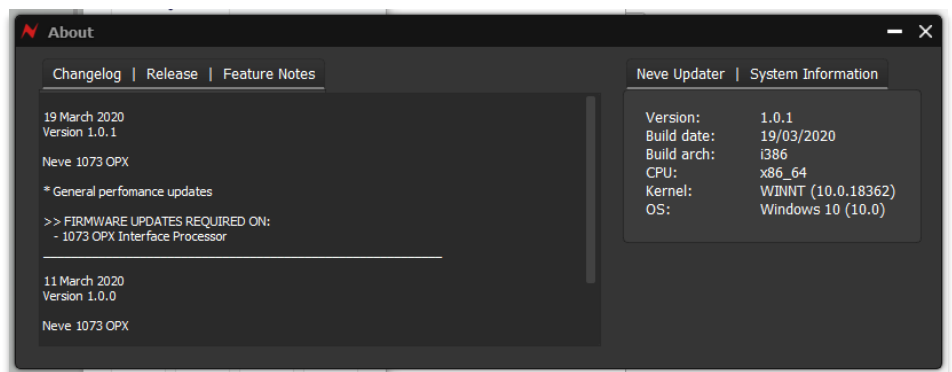 About
Changelog | Release | Feature Notes
19 March 2020
Version 1.0.1
Neve 1073 OPX
* General perfomance updates
>> FIRMWARE UPDATES REQUIRED ON:
- 1073 OPX Interface Processor
11 March 2020
Version 1.0.0
Neve 1073 OPX
Neve Updater | System Information
Version: 1.0.1
Build date: 19/03/2020
Build arch: i386
CPU: x86_64
Kernel: WINNT (10.0.18362)
OS: Windows 10 (10.0)